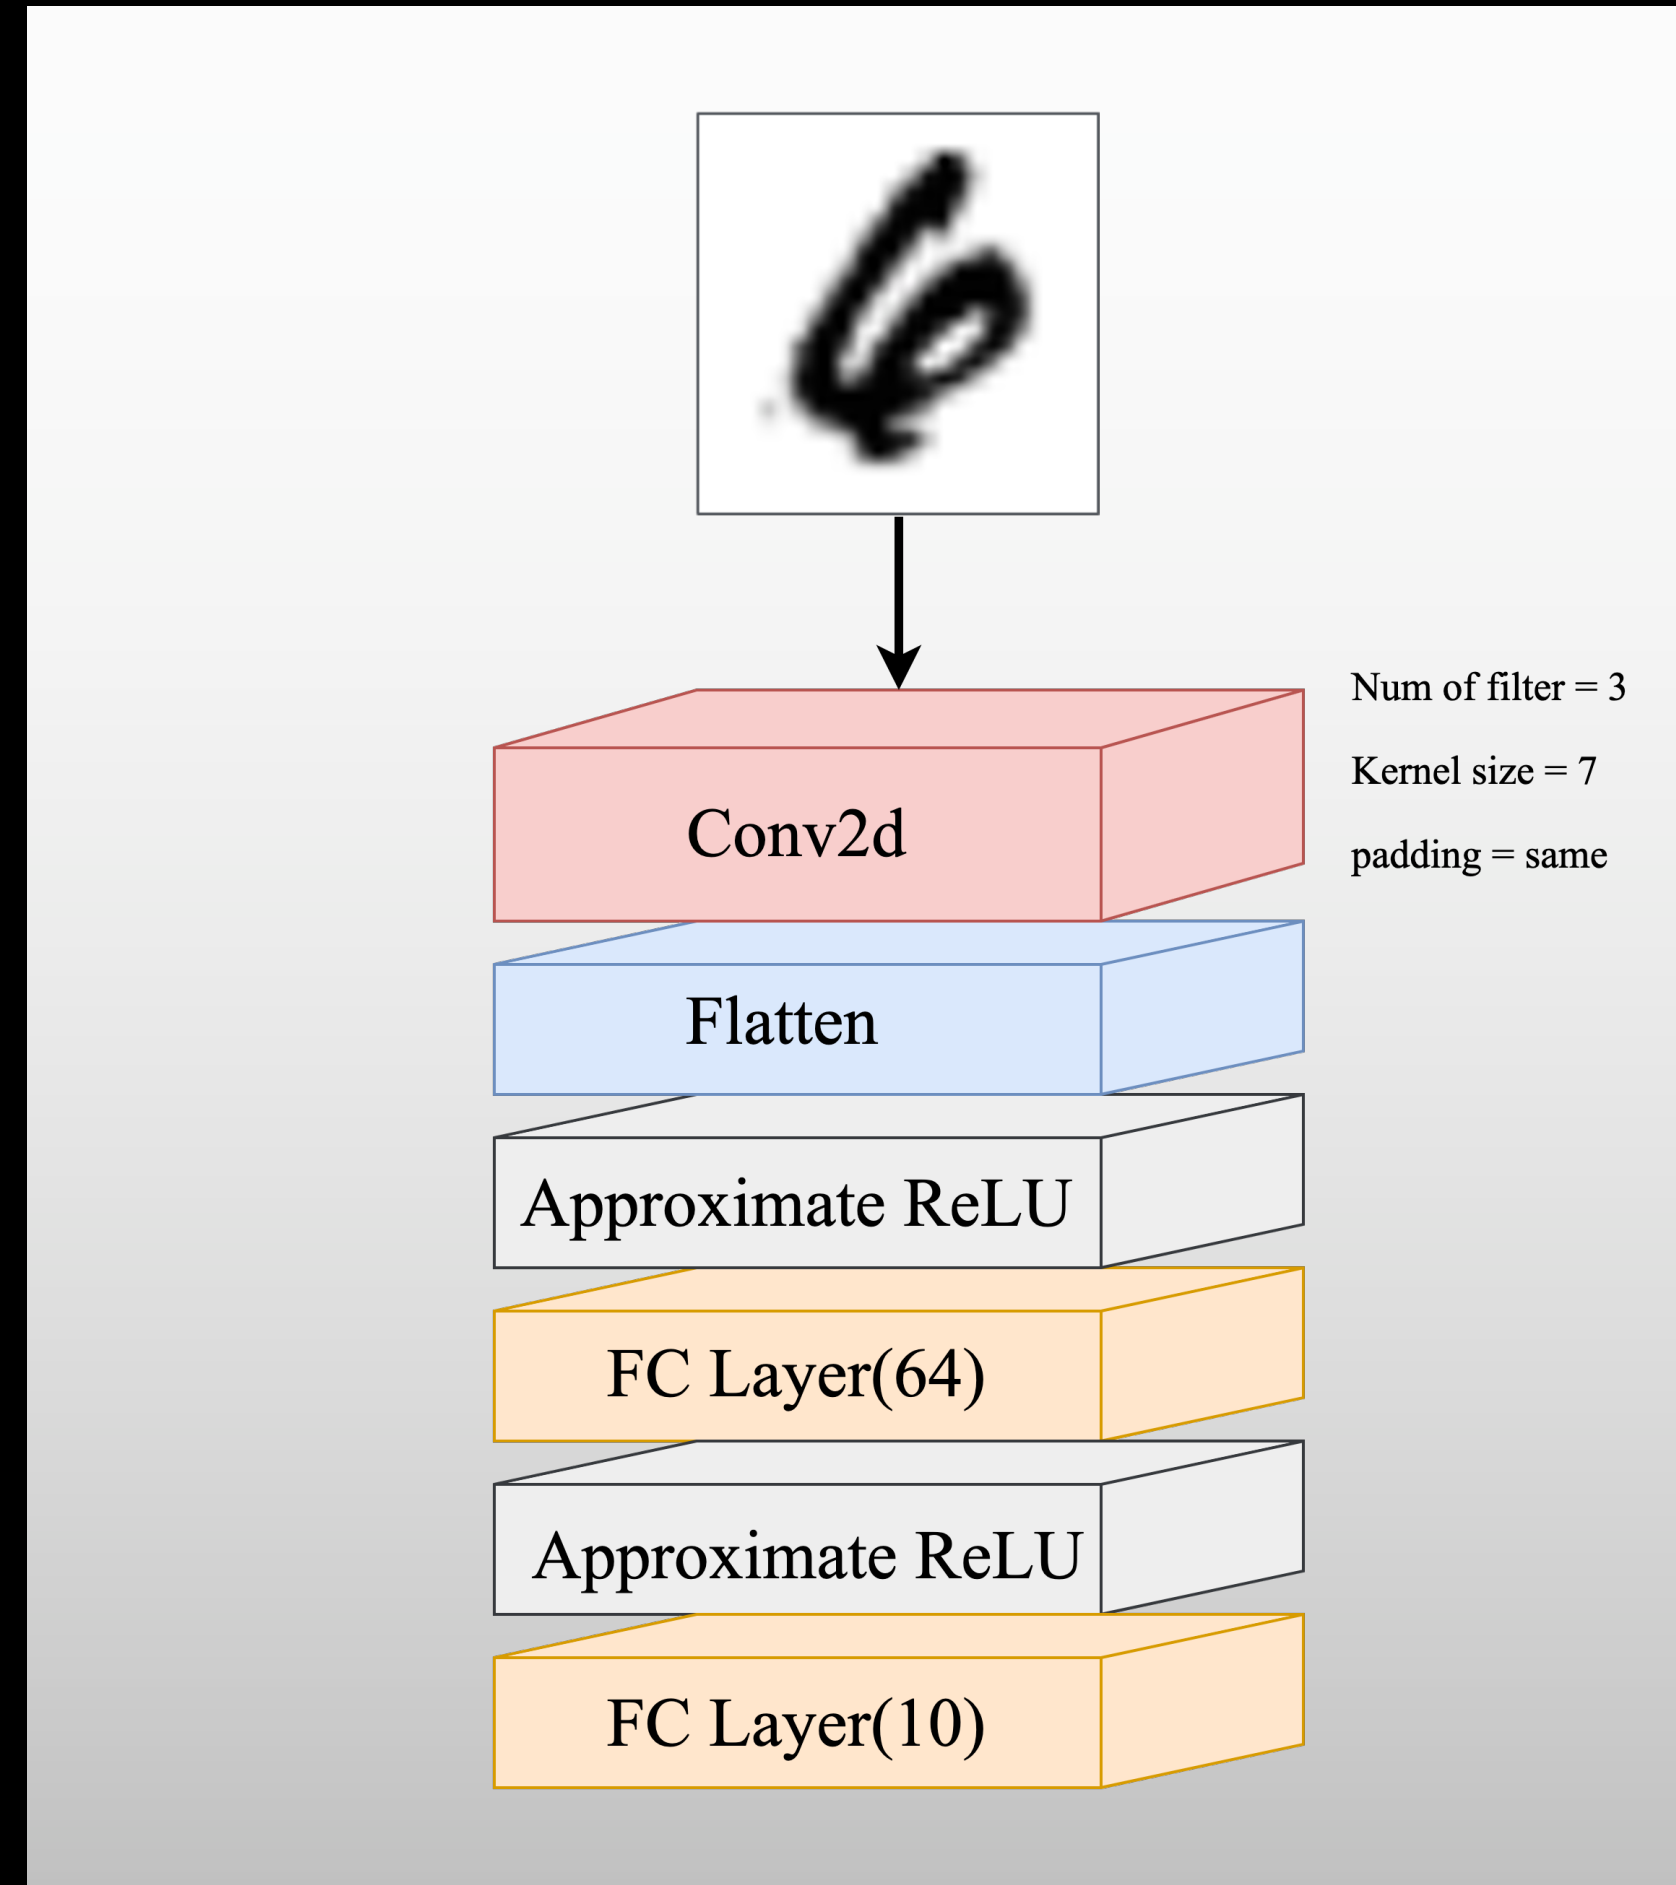 Num of filter = 3
Kernel size = 7
padding = same
Conv2d
Flatten
Approximate ReLU
FC Layer(64)
Approximate ReLU
FC Layer(10)